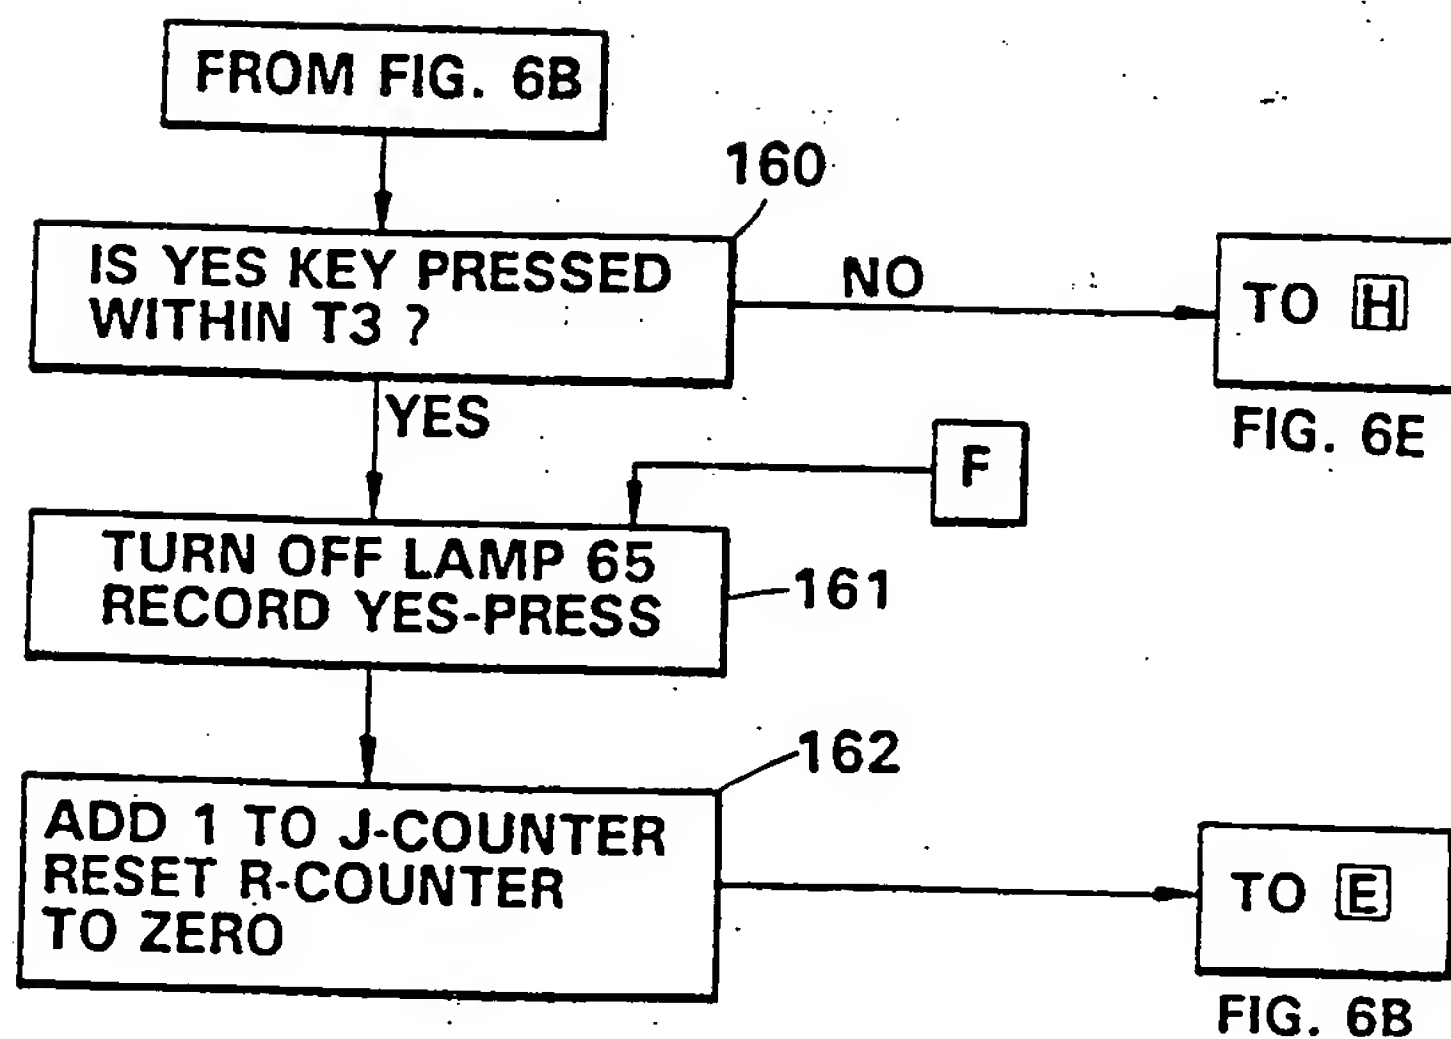 FROM FIG. 6B
160
IS YES KEY PRESSED
WITHIN T3 ?
NO
TO H
FIG. 6E
YES
F
TURN OFF LAMP 65
RECORD YES-PRESS
161
162
ADD 1 TO J-COUNTER
RESET R-COUNTER
TO ZERO
TO E
FIG. 6B